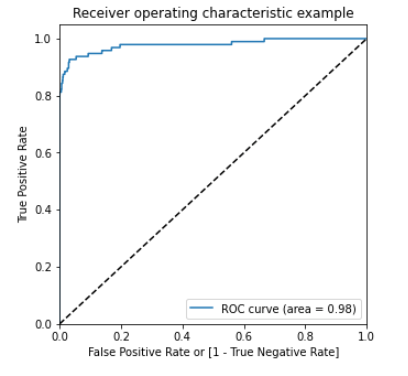 Receiver operating characteristic example
1.0
0.8
0.6
0.4
0.2
0.0
True Positive Rate
ROC curve (area = 0.98)
0.0 0.2 0.4 0.6 0.8 1.0
False Positive Rate or [1 - True Negative Rate]